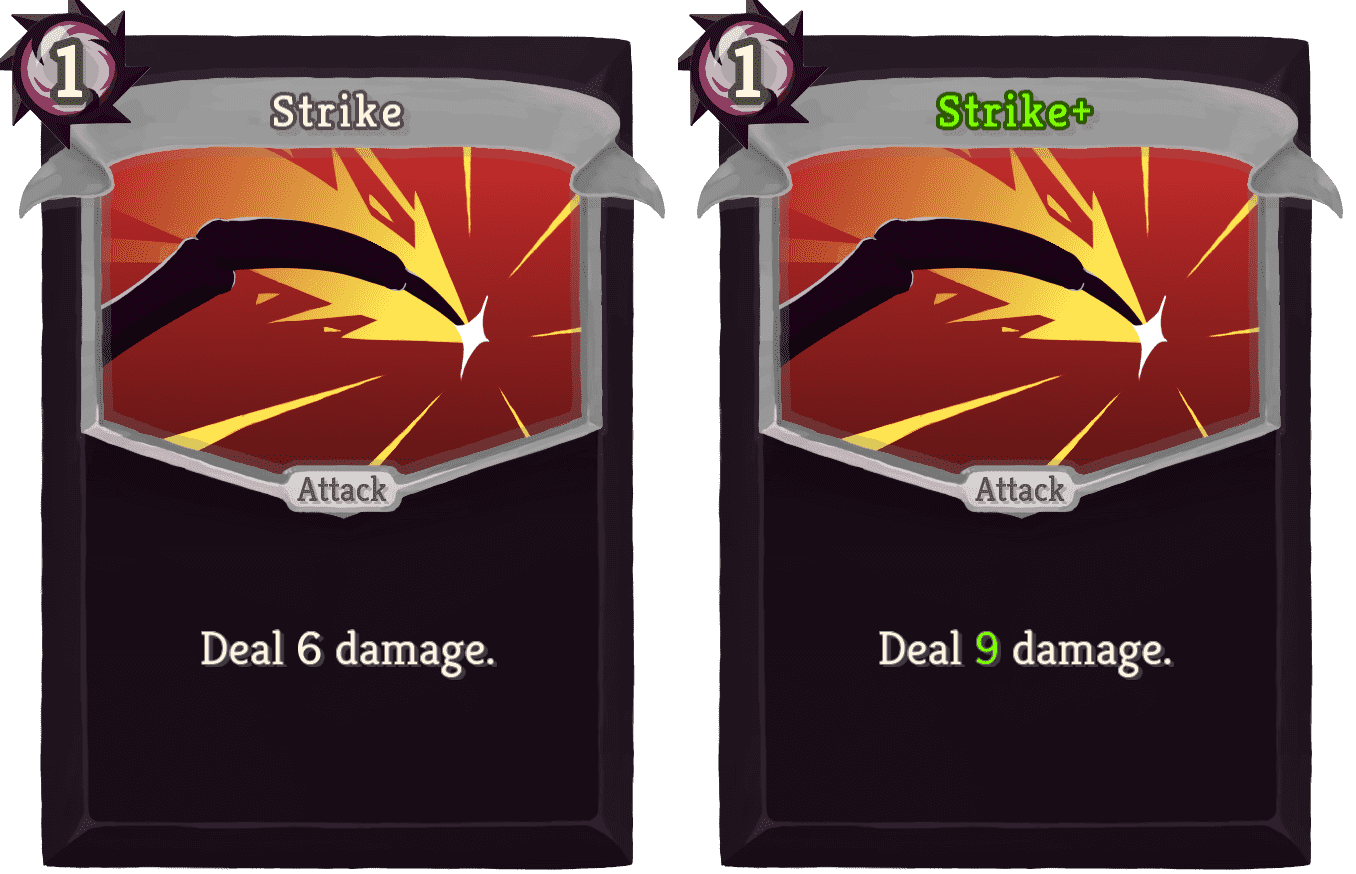 1
Strike
Attack
Deal 6 damage.
1
Strike+
Attack
Deal 9 damage.